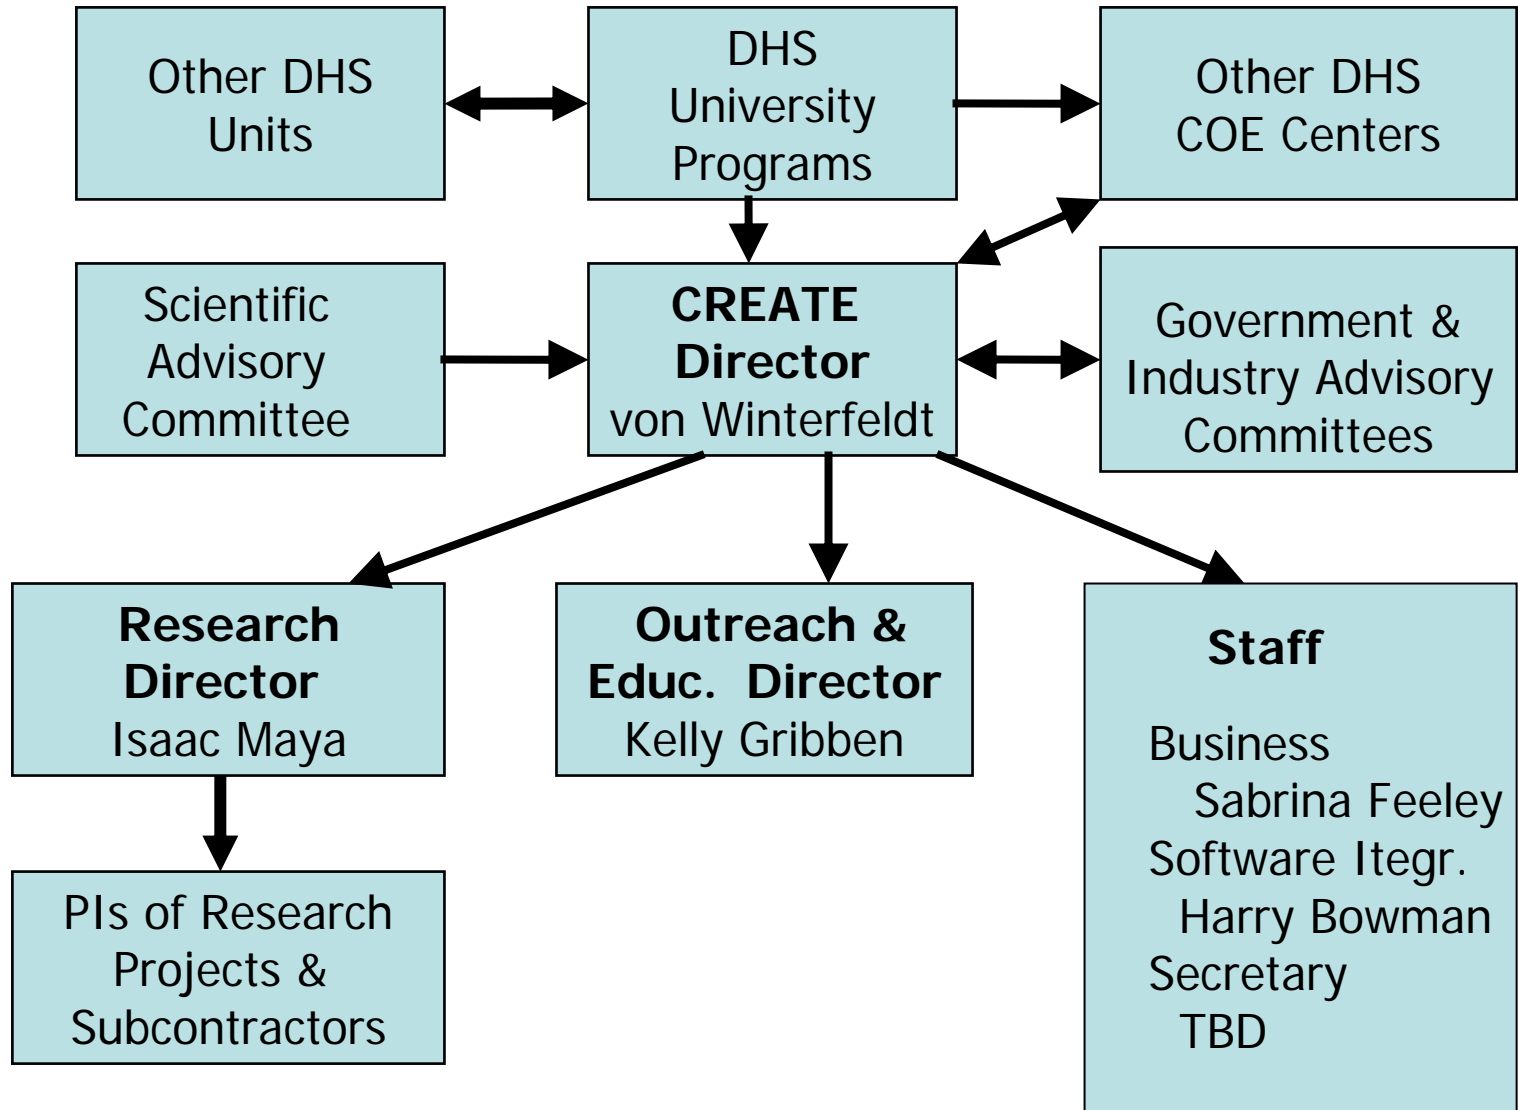 Other DHS
Units
DHS
University
Programs
Other DHS
COE Centers
Scientific
Advisory
Committee
CREATE
Director
von Winterfeldt
Government &
Industry Advisory
Committees
Research
Director
Isaac Maya
Outreach &
Educ. Director
Kelly Gribben
Staff
Business
Sabrina Feeley
Software Itegr.
Harry Bowman
Secretary
TBD
PIs of Research
Projects &
Subcontractors